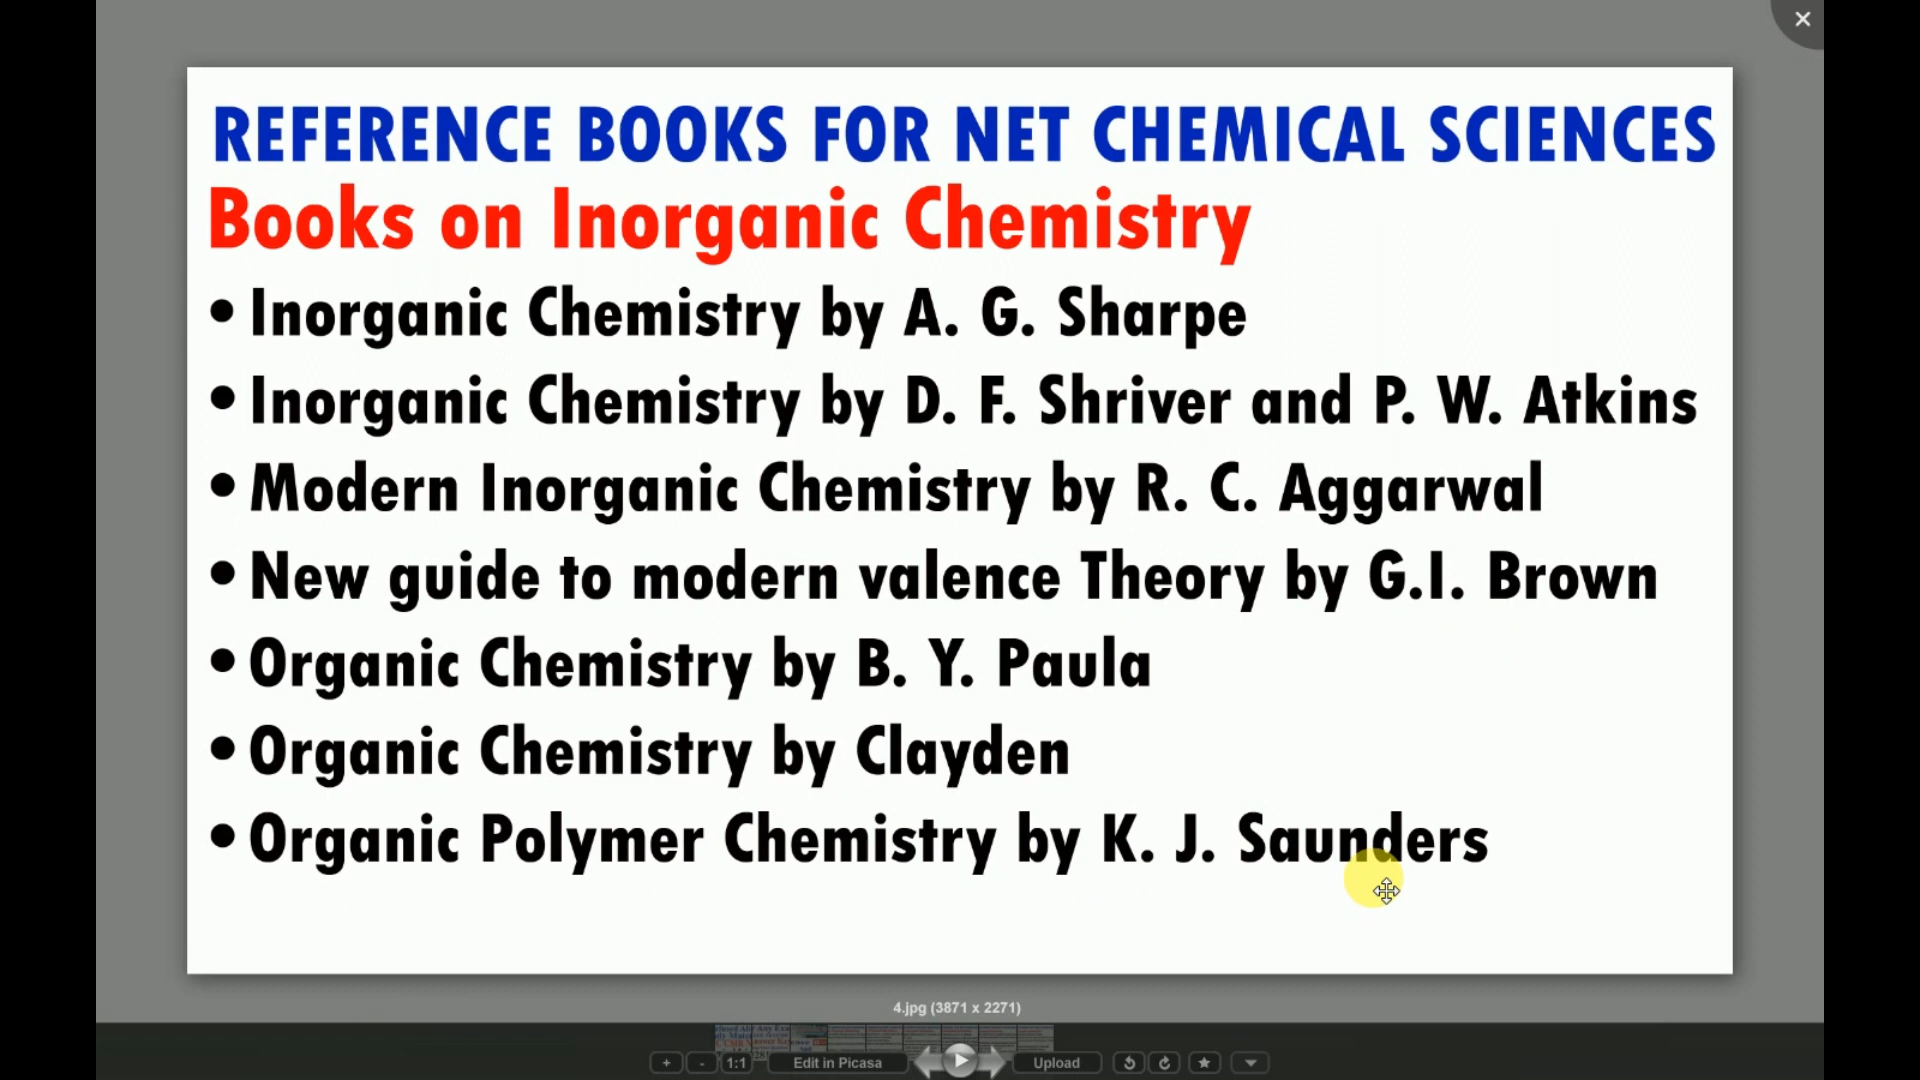 REFERENCE BOOKS FOR NET CHEMICAL SCIENCES
Books on Inorganic Chemistry
• Inorganic Chemistry by A. G. Sharpe
• Inorganic Chemistry by D. F. Shriver and P. W. Atkins
• Modern Inorganic Chemistry by R. C. Aggarwal
• New guide to modern valence Theory by G.I. Brown
• Organic Chemistry by B. Y. Paula
• Organic Chemistry by Clayden
• Organic Polymer Chemistry by K. J. Saunders
4.jpg (3871 x 2271)
+ - 1:1 Edit in Picasa Upload